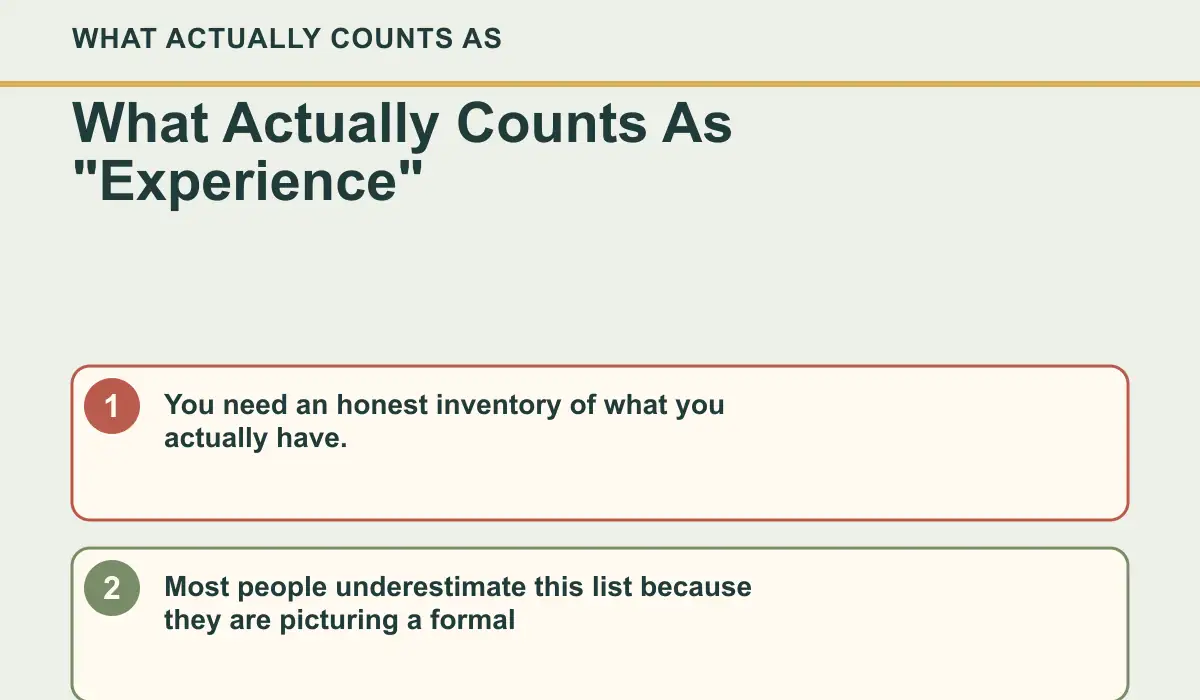 WHAT ACTUALLY COUNTS AS
What Actually Counts As
"Experience"
1
You need an honest inventory of what you
actually have.
2
Most people underestimate this list because
they are picturing a formal